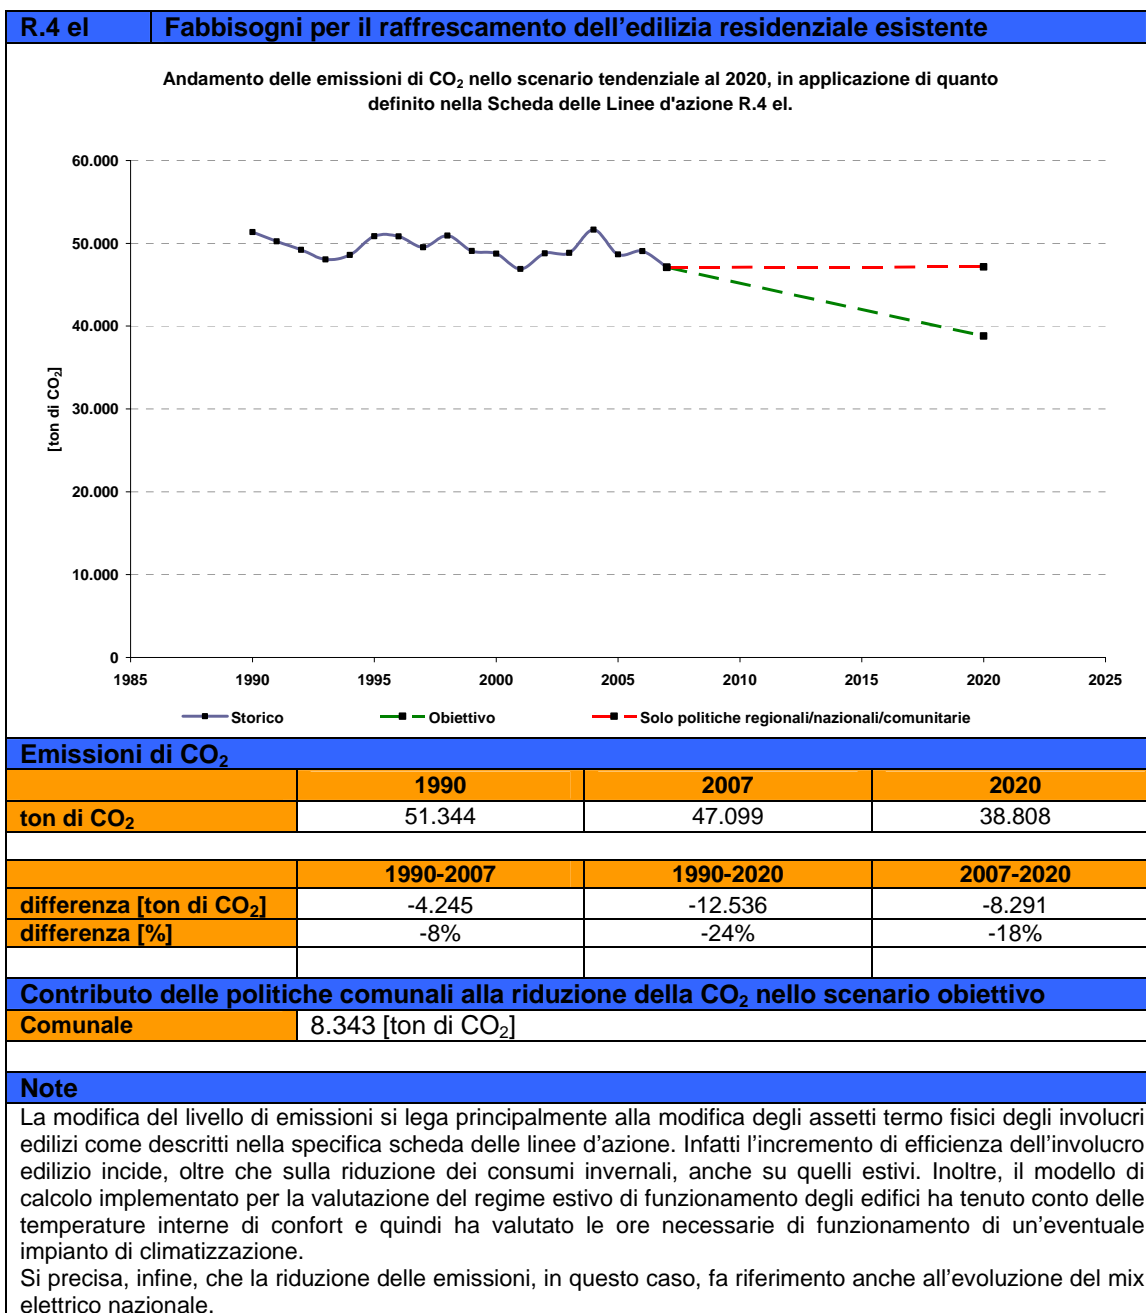 R.4 el Fabbisogni per il raffrescamento dell'edilizia residenziale esistente
Andamento delle emissioni di CO₂ nello scenario tendenziale al 2020, in applicazione di quanto
definito nella Scheda delle Linee d'azione R.4 el.
60.000
50.000
40.000
30.000
20.000
10.000
0
[ton di CO₂]
1985 1990 1995 2000 2005 2010 2015 2020 2025
Storico Obiettivo Solo politiche regionali/nazionali/comunitarie
Emissioni di CO₂
1990 2007 2020
ton di CO₂ 51.344 47.099 38.808
1990-2007 1990-2020 2007-2020
differenza [ton di CO₂] -4.245 -12.536 -8.291
differenza [%] -8% -24% -18%
Contributo delle politiche comunali alla riduzione della CO₂ nello scenario obiettivo
Comunale 8.343 [ton di CO₂]
Note
La modifica del livello di emissioni si lega principalmente alla modifica degli assetti termo fisici degli involucri
edilizi come descritti nella specifica scheda delle linee d'azione. Infatti l'incremento di efficienza dell'involucro
edilizio incide, oltre che sulla riduzione dei consumi invernali, anche su quelli estivi. Inoltre, il modello di
calcolo implementato per la valutazione del regime estivo di funzionamento degli edifici ha tenuto conto delle
temperature interne di confort e quindi ha valutato le ore necessarie di funzionamento di un'eventuale
impianto di climatizzazione.
Si precisa, infine, che la riduzione delle emissioni, in questo caso, fa riferimento anche all'evoluzione del mix
elettrico nazionale.